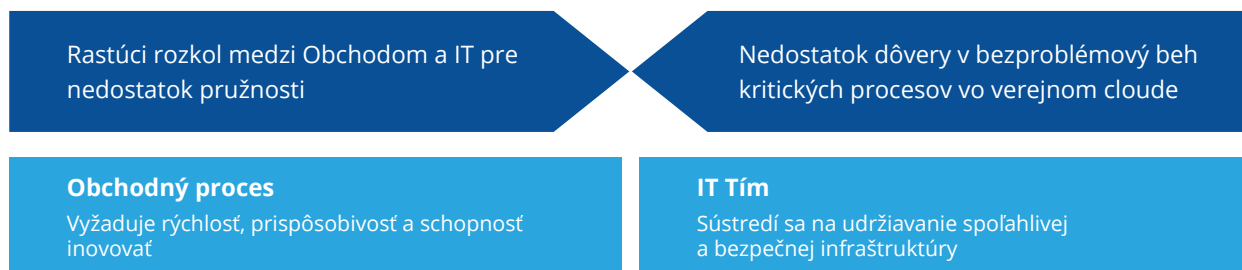 Rastúci rozkol medzi Obchodom a IT pre
nedostatok pružnosti
Nedostatok dôvery v bezproblémový beh
kritických procesov vo verejnom cloude
Obchodný proces
Vyžaduje rýchlosť, prispôsobivosť a schopnosť
inovovať
IT Tím
Sústredí sa na udržiavanie spoľahlivej
a bezpečnej infraštruktúry